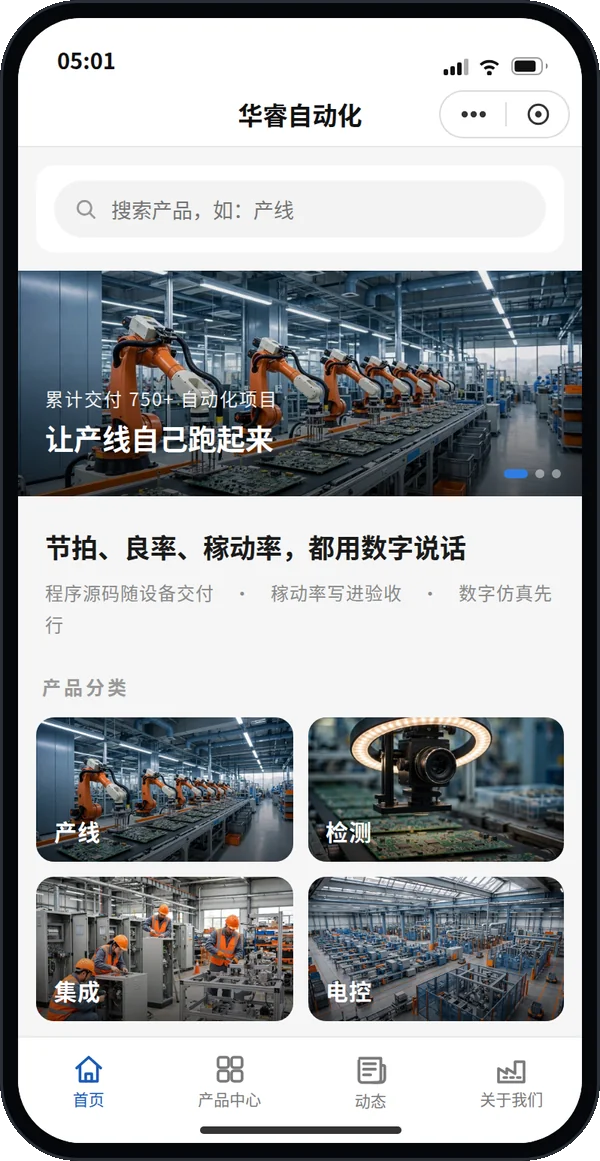 05:01
华睿自动化
搜索产品，如：产线
累计交付 750+ 自动化项目
让产线自己跑起来
节拍、良率、稼动率，都用数字说话
程序源码随设备交付 • 稼动率写进验收 • 数字仿真先
行
产品分类
产线
检测
集成
电控
首页
产品中心
动态
关于我们